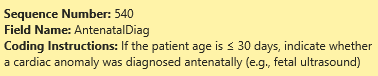 Sequence Number: 540
Field Name: AntenatalDiag
Coding Instructions: If the patient age is ≤ 30 days, indicate whether
a cardiac anomaly was diagnosed antenatally (e.g., fetal ultrasound)